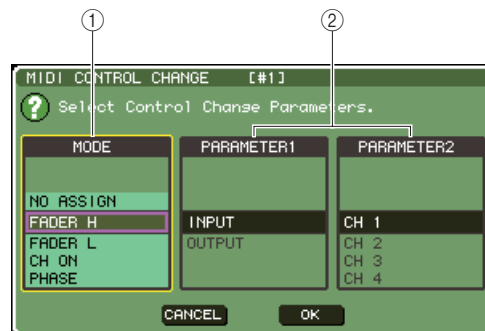 ① ②
MIDI CONTROL CHANGE [#1]
? Select Control Change Parameters.
MODE PARAMETER1 PARAMETER2
NO ASSIGN
FADER H INPUT CH 1
FADER L OUTPUT CH 2
CH ON CH 3
PHASE CH 4
CANCEL OK